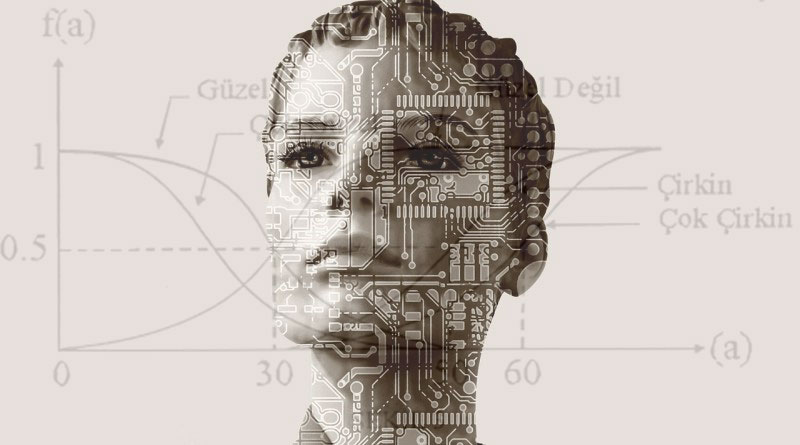 f(a)
Güzel
Değil
1
Çirkin
Çok Çirkin
0.5
(a)
0
30
60